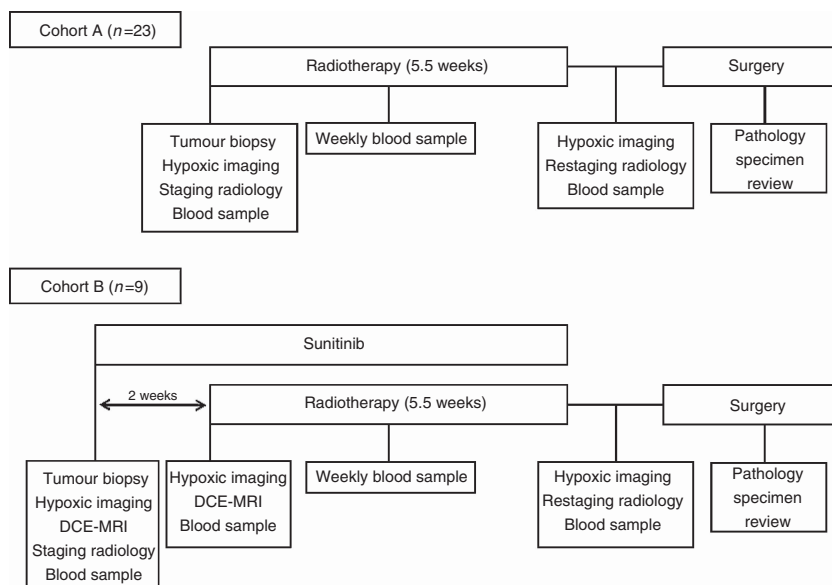 Cohort A (n=23)
Radiotherapy (5.5 weeks)
Surgery
Tumour biopsy
Hypoxic imaging
Staging radiology
Blood sample
Weekly blood sample
Hypoxic imaging
Restaging radiology
Blood sample
Pathology
specimen
review
Cohort B (n=9)
Sunitinib
2 weeks
Radiotherapy (5.5 weeks)
Surgery
Tumour biopsy
Hypoxic imaging
DCE-MRI
Staging radiology
Blood sample
Hypoxic imaging
DCE-MRI
Blood sample
Weekly blood sample
Hypoxic imaging
Restaging radiology
Blood sample
Pathology
specimen
review